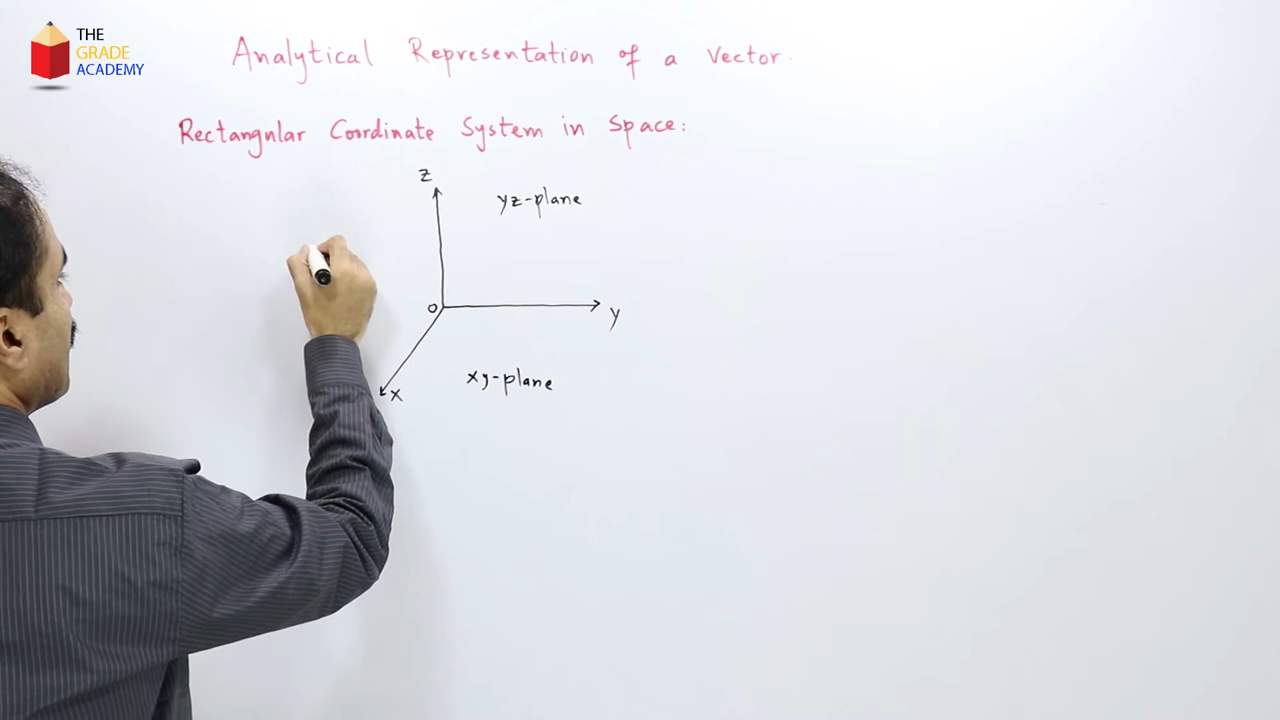 THE
GRADE
ACADEMY
Analytical Representation of a Vector.
Rectangular Coordinate System in Space:
z
yz-plane
O
y
xy-plane
x